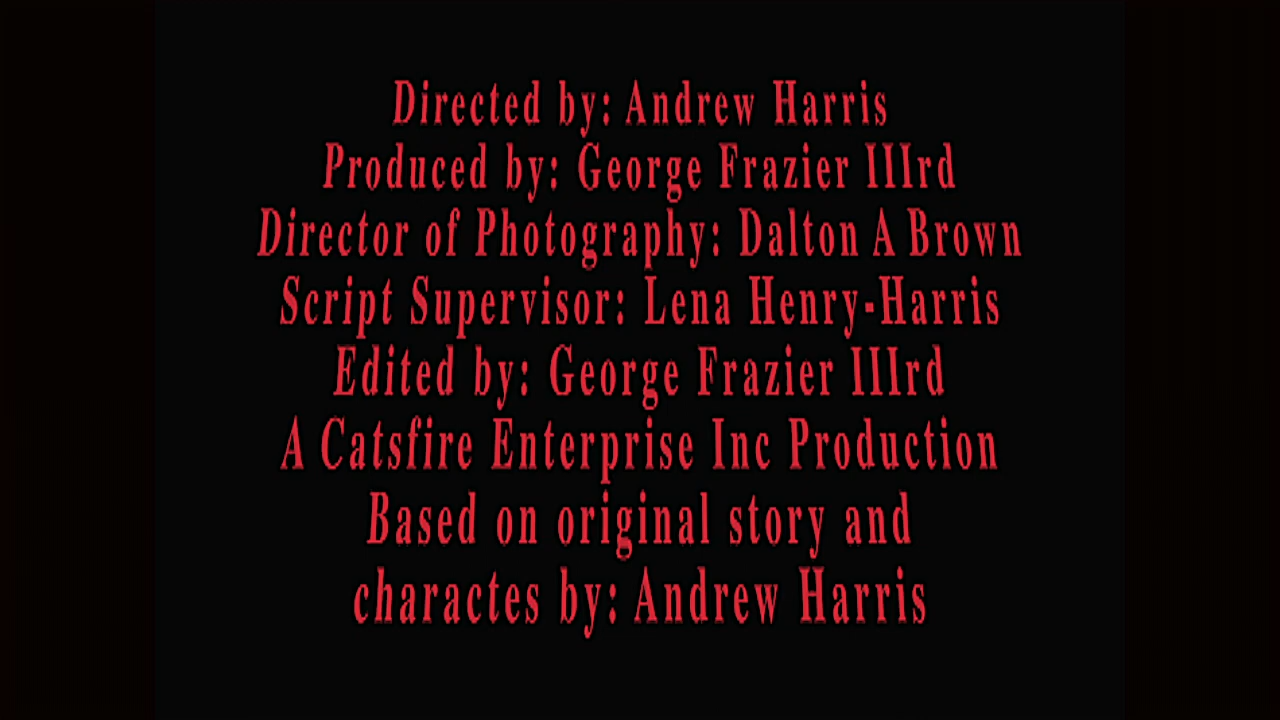 Directed by: Andrew Harris
Produced by: George Frazier IIIrd
Director of Photography: Dalton A Brown
Script Supervisor: Lena Henry-Harris
Edited by: George Frazier IIIrd
A Catsfire Enterprise Inc Production
Based on original story and
charactes by: Andrew Harris